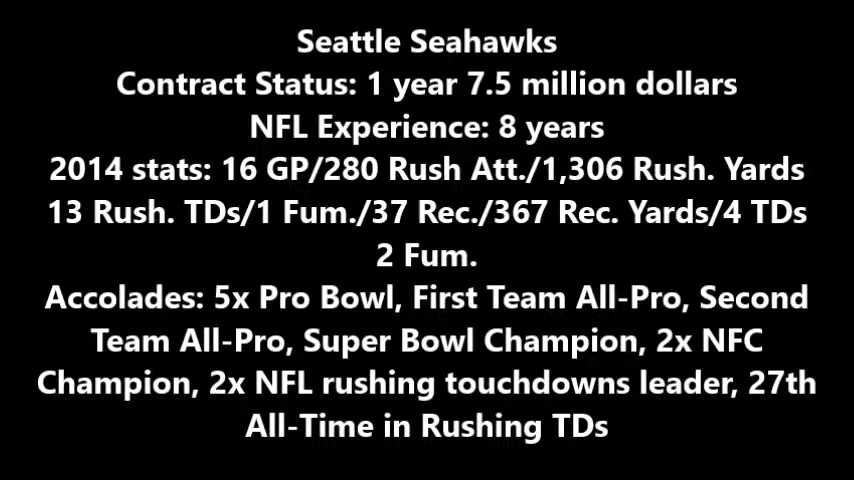 Seattle Seahawks
Contract Status: 1 year 7.5 million dollars
NFL Experience: 8 years
2014 stats: 16 GP/280 Rush Att./1,306 Rush. Yards
13 Rush. TDs/1 Fum./37 Rec./367 Rec. Yards/4 TDs
2 Fum.
Accolades: 5x Pro Bowl, First Team All-Pro, Second
Team All-Pro, Super Bowl Champion, 2x NFC
Champion, 2x NFL rushing touchdowns leader, 27th
All-Time in Rushing TDs